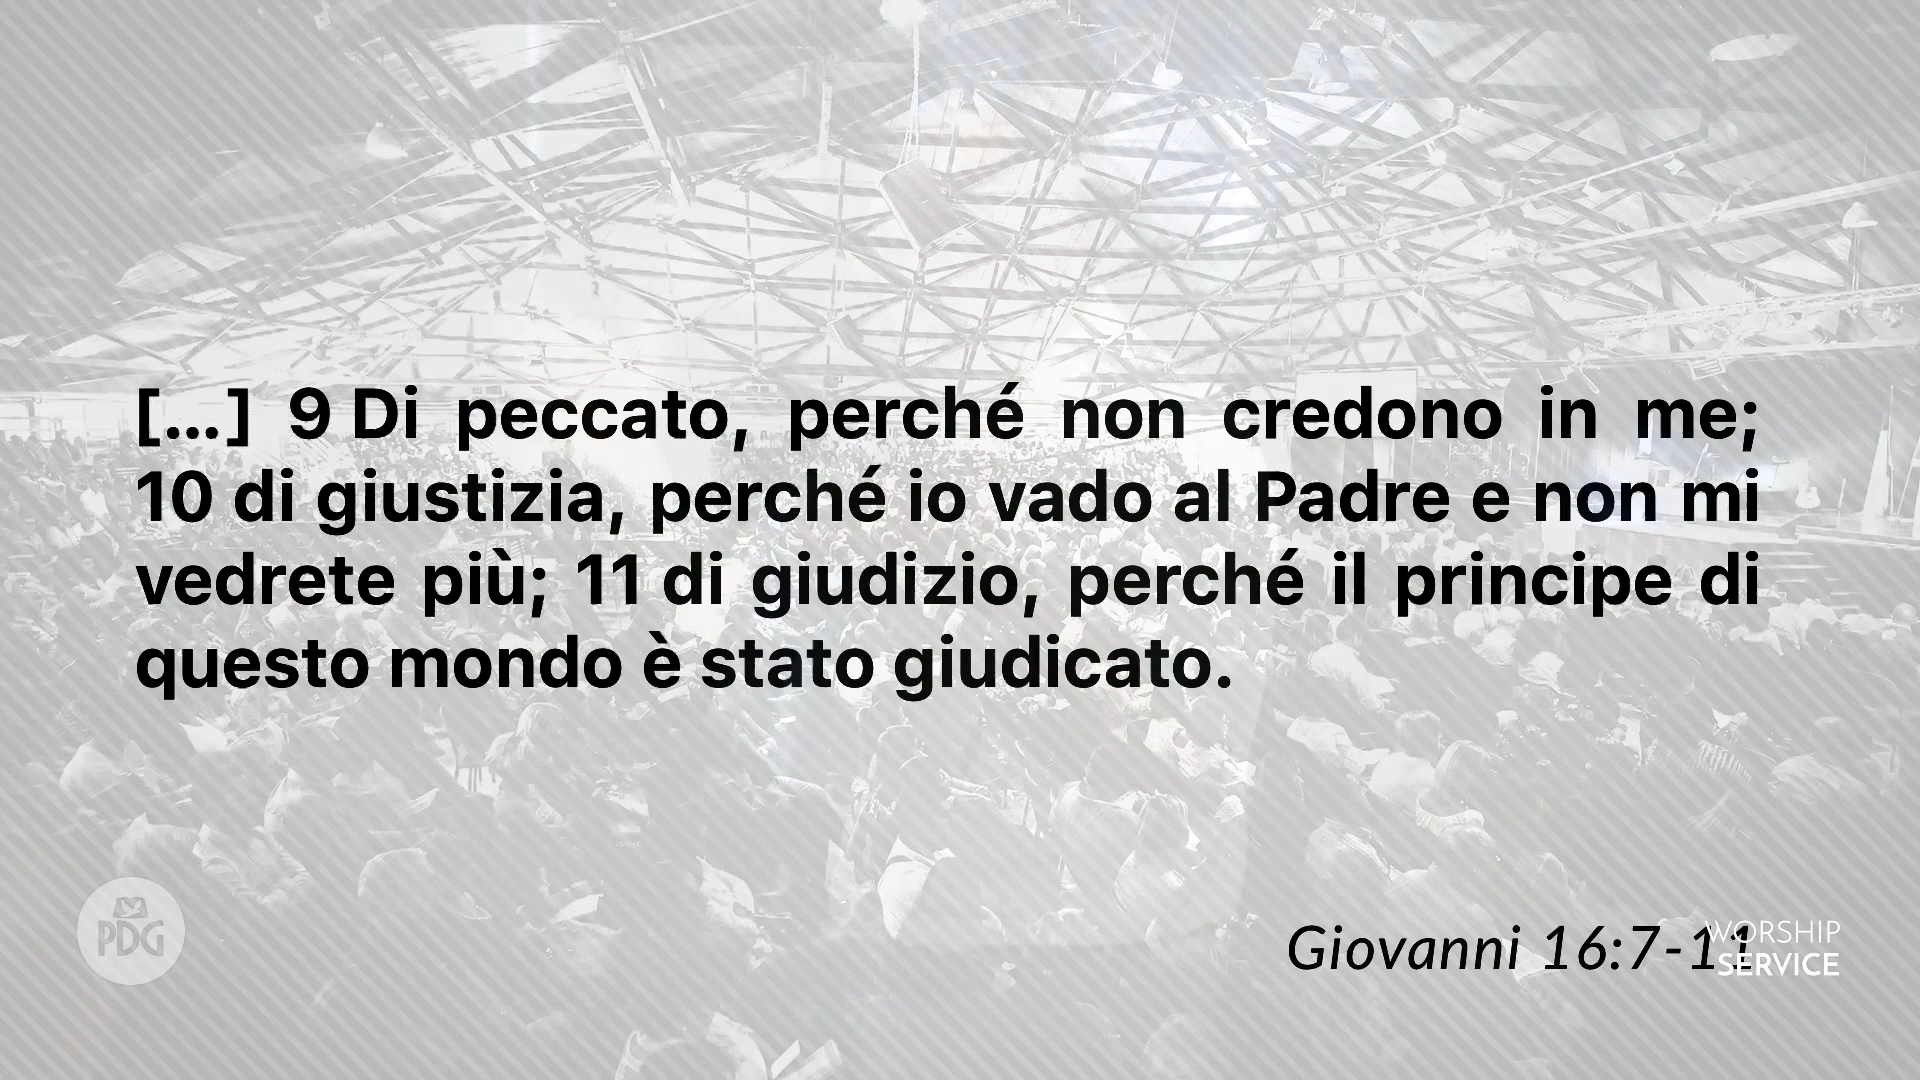 [...] 9 Di peccato, perché non credono in me;
10 di giustizia, perché io vado al Padre e non mi
vedrete più; 11 di giudizio, perché il principe di
questo mondo è stato giudicato.
PDG
Giovanni 16:7-11
WORSHIP
SERVICE